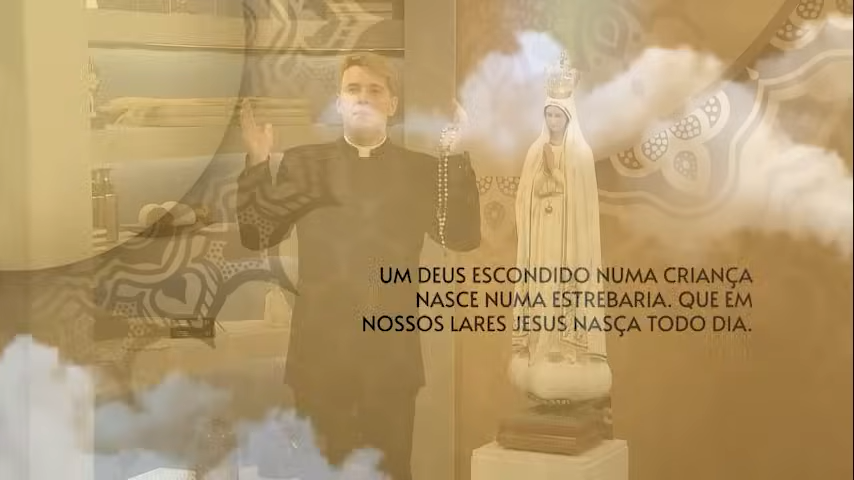 UM DEUS ESCONDIDO NUMA CRIANÇA
NASCE NUMA ESTREBARIA. QUE EM
NOSSOS LARES JESUS NASÇA TODO DIA.